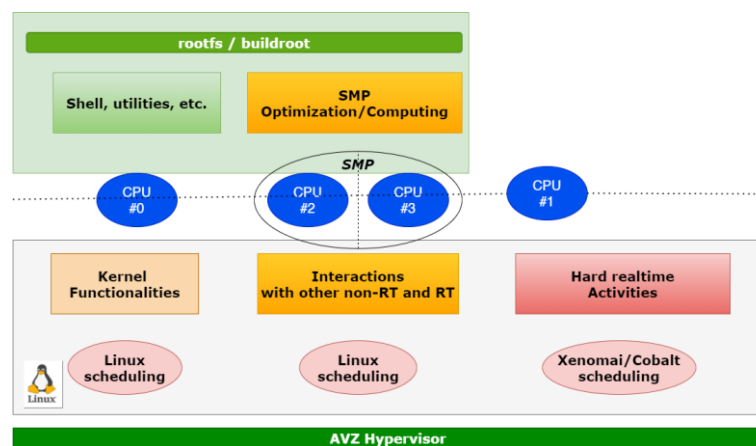 rootfs / buildroot
Shell, utilities, etc.
SMP
Optimization/Computing
SMP
CPU
#0
CPU
#2
CPU
#3
CPU
#1
Kernel
Functionalities
Interactions
with other non-RT and RT
Hard realtime
Activities
Linux
scheduling
Linux
scheduling
Xenomai/Cobalt
scheduling
Linux
AVZ Hypervisor